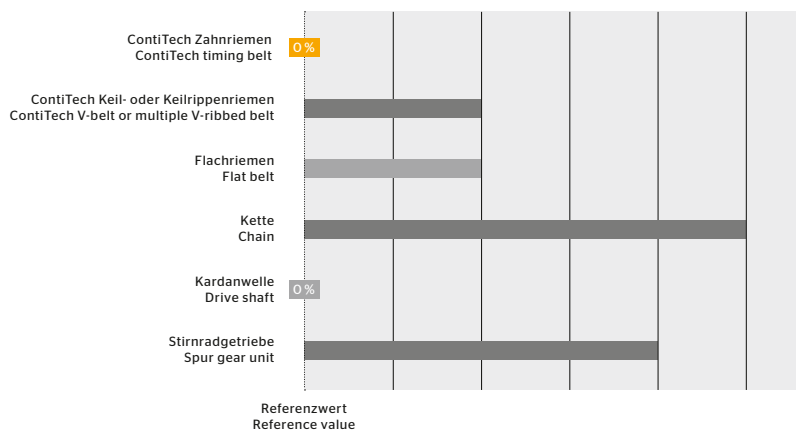 ContiTech Zahnriemen
ContiTech timing belt
0 %
ContiTech Keil- oder Keilrippenriemen
ContiTech V-belt or multiple V-ribbed belt
Flachriemen
Flat belt
Kette
Chain
Kardanwelle
Drive shaft
0 %
Stirnradgetriebe
Spur gear unit
Referenzwert
Reference value